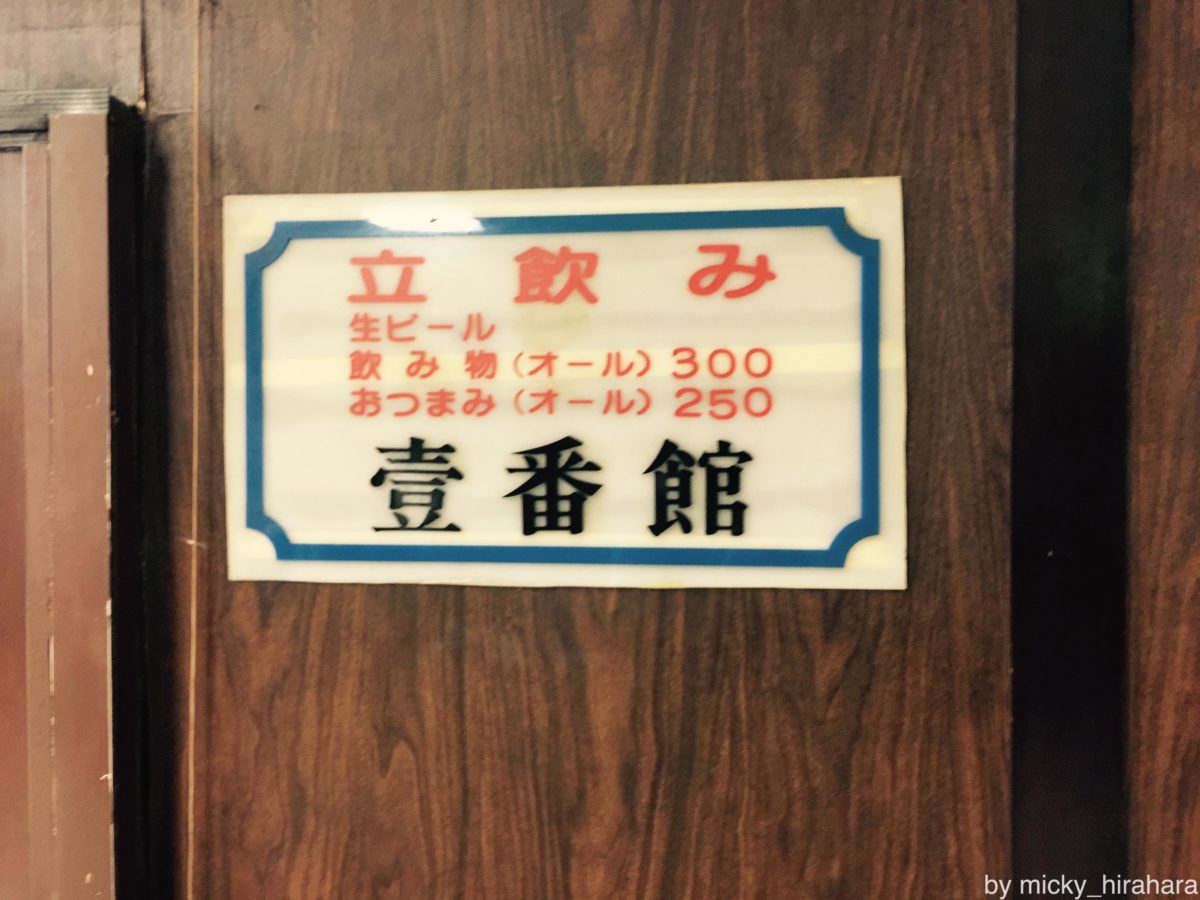 立飲み
生ビール
飲み物（オール）300
おつまみ（オール）250
壹番館
by micky_hirahara